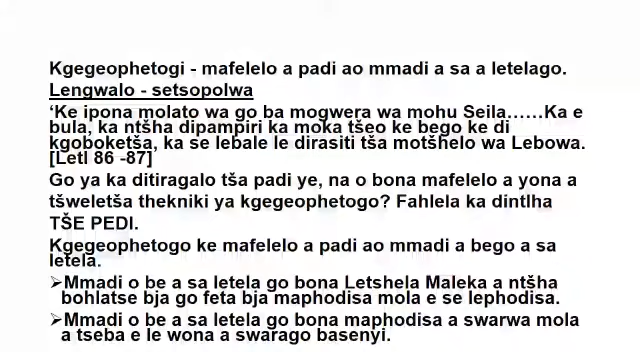 Kgegeophetogi - mafelelo a padi ao mmadi a sa a letelago.
Lengwalo - setsopolwa
‘Ke ipona molato wa go ba mogwera wa mohu Seila……Ka e
bula, ka ntšha dipampiri ka moka tšeo ke bego ke di
kgoboketša, ka se lebale le dirasiti tša motšhelo wa Lebowa.
[Letl 86 -87]
Go ya ka ditiragalo tša padi ye, na o bona mafelelo a yona a
tšweletša thekniki ya kgegeophetogo? Fahlela ka dintlha
TŠE PEDI.
Kgegeophetogo ke mafelelo a padi ao mmadi a bego a sa
letela.
➢Mmadi o be a sa letela go bona Letshela Maleka a ntšha
bohlatse bja go feta bja maphodisa mola e se lephodisa.
➢Mmadi o be a sa letela go bona maphodisa a swarwa mola
a tseba e le wona a swarago basenyi.